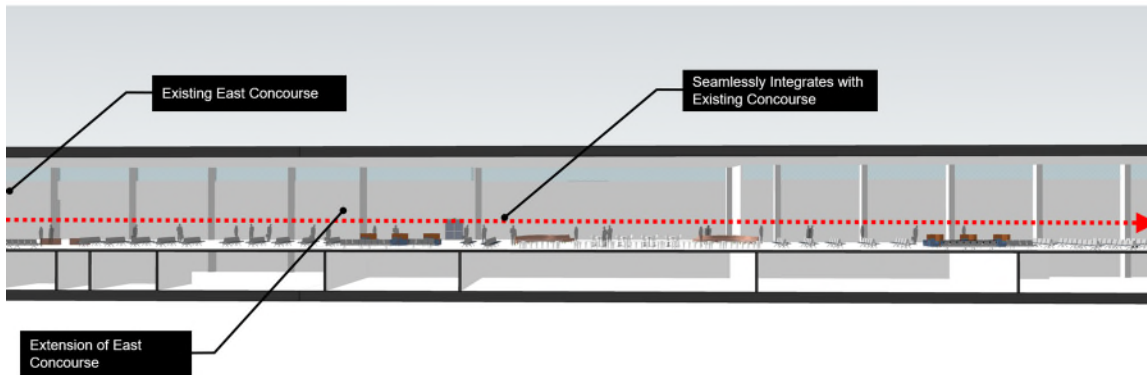 Existing East Concourse
Seamlessly Integrates with
Existing Concourse
Extension of East
Concourse